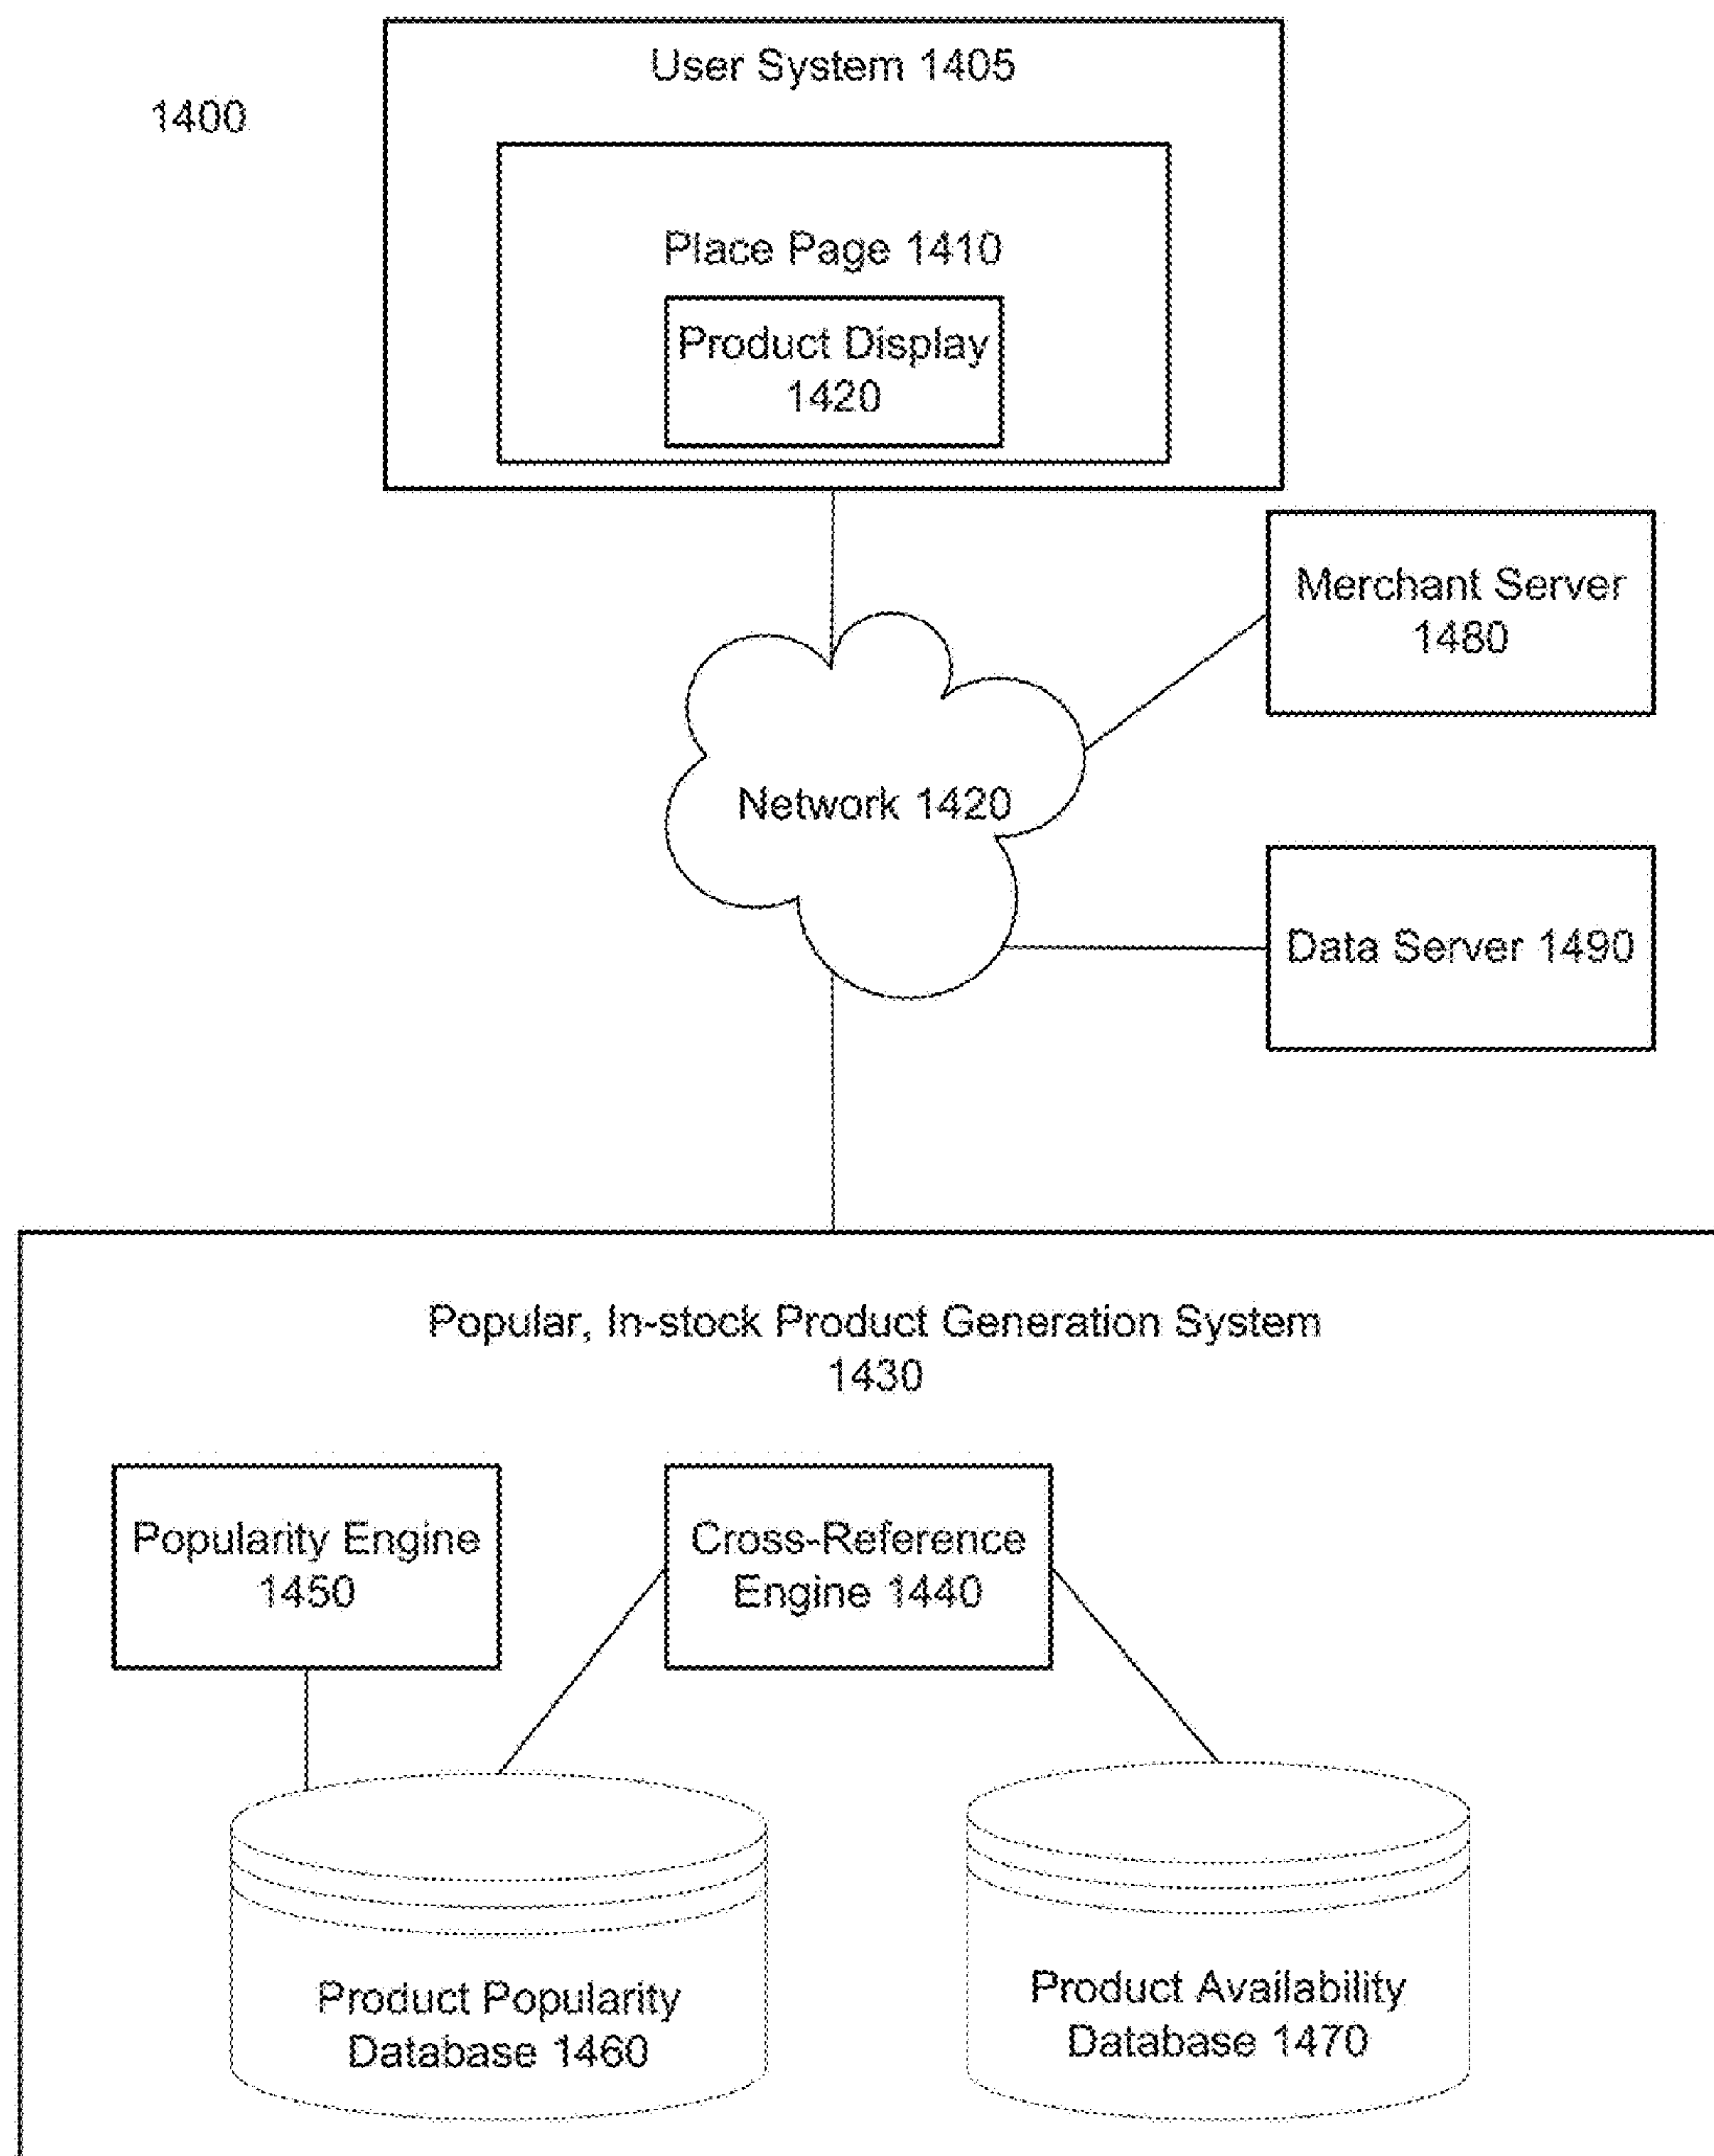 User System 1405
1400
Place Page 1410
Product Display
1420
Merchant Server
1480
Network 1420
Data Server 1490
Popular, In-stock Product Generation System
1430
Popularity Engine
1450
Cross-Reference
Engine 1440
Product Popularity
Database 1460
Product Availability
Database 1470